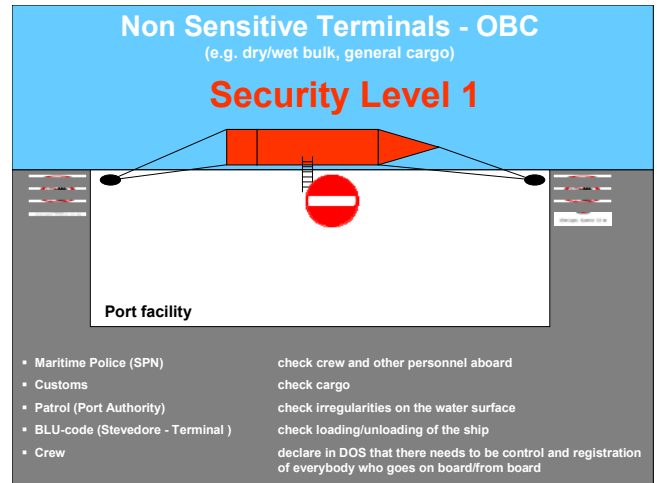 Non Sensitive Terminals - OBC
(e.g. dry/wet bulk, general cargo)
Security Level 1
Port facility
▪ Maritime Police (SPN) check crew and other personnel aboard
▪ Customs check cargo
▪ Patrol (Port Authority) check irregularities on the water surface
▪ BLU-code (Stevedore - Terminal ) check loading/unloading of the ship
▪ Crew declare in DOS that there needs to be control and registration
of everybody who goes on board/from board